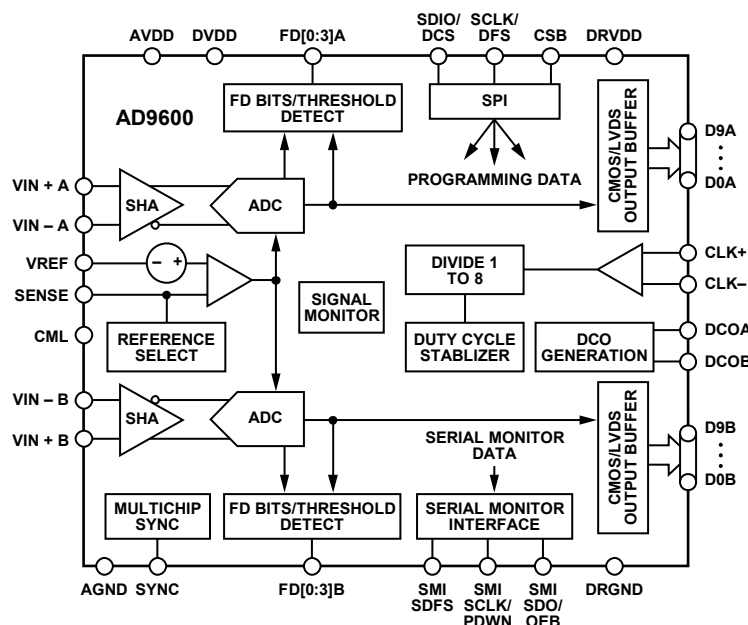 AVDD
DVDD
FD[0:3]A
SDIO/
DCS
SCLK/
DFS
CSB
DRVDD
AD9600
FD BITS/THRESHOLD
DETECT
SPI
PROGRAMMING DATA
CMOS/LVDS
OUTPUT BUFFER
D9A
D0A
VIN + A
VIN – A
SHA
ADC
VREF
– +
SENSE
CML
REFERENCE
SELECT
SIGNAL
MONITOR
DIVIDE 1
TO 8
DUTY CYCLE
STABLIZER
DCO
GENERATION
CLK+
CLK–
DCOA
DCOB
VIN – B
VIN + B
SHA
ADC
SERIAL MONITOR
DATA
CMOS/LVDS
OUTPUT BUFFER
D9B
D0B
MULTICHIP
SYNC
FD BITS/THRESHOLD
DETECT
SERIAL MONITOR
INTERFACE
AGND
SYNC
FD[0:3]B
SMI
SDFS
SMI
SCLK/
PDWN
SMI
SDO/
OEB
DRGND